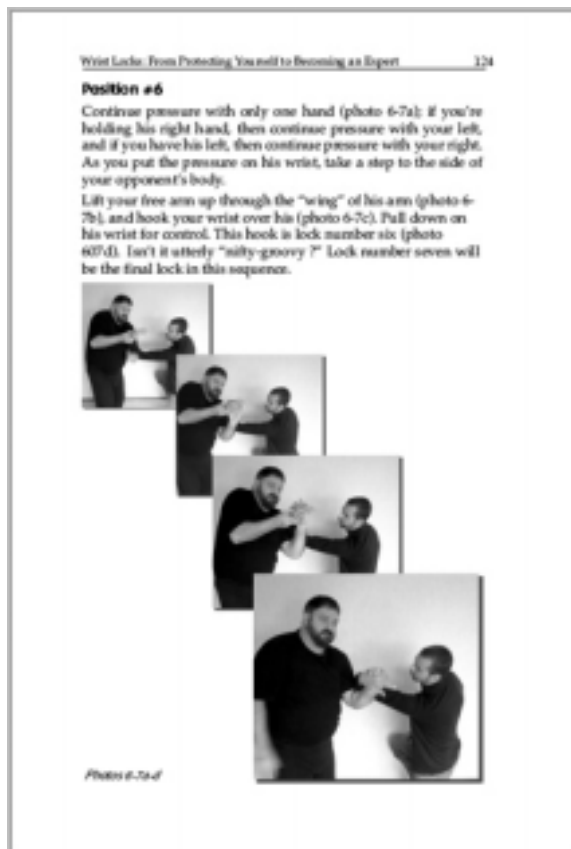 Wrist Locks: From Protecting Yourself to Becoming an Expert 124
Position #6
Continue pressure with only one hand (photo 6-7a); if you're
holding his right hand, then continue pressure with your left,
and if you have his left, then continue pressure with your right.
As you put the pressure on his wrist, take a step to the side of
your opponent's body.
Lift your free arm up through the "wing" of his arm (photo 6-
7b), and hook your wrist over his (photo 6-7c). Pull down on
his wrist for control. This hook is lock number six (photo
607d). Isn't it utterly "nifty-groovy ?" Lock number seven will
be the final lock in this sequence.
Photos 6-7a-d